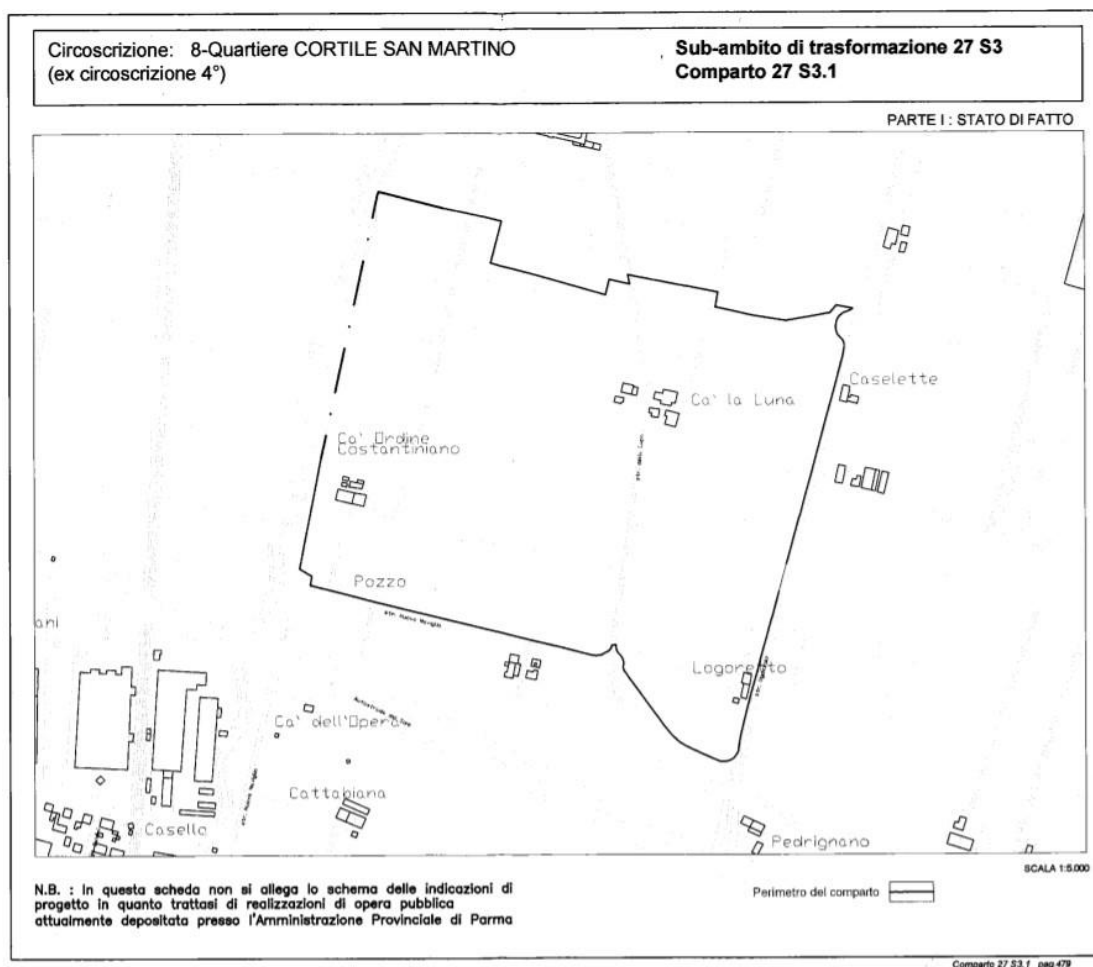 Circoscrizione: 8-Quartiere CORTILE SAN MARTINO
(ex circoscrizione 4°)
Sub-ambito di trasformazione 27 S3
Comparto 27 S3.1
PARTE I : STATO DI FATTO
Caselette
Ca' la Luna
Ca' Ordine
Costantiniano
Pozzo
ani
Ca' dell'Opera
Cattabiana
Casello
Pedrignano
SCALA 1:5.000
N.B. : In questa scheda non si allega lo schema delle indicazioni di
progetto in quanto trattasi di realizzazioni di opera pubblica
attualmente depositata presso l'Amministrazione Provinciale di Parma
Perimetro del comparto
Comparto 27 S3.1 pag.479